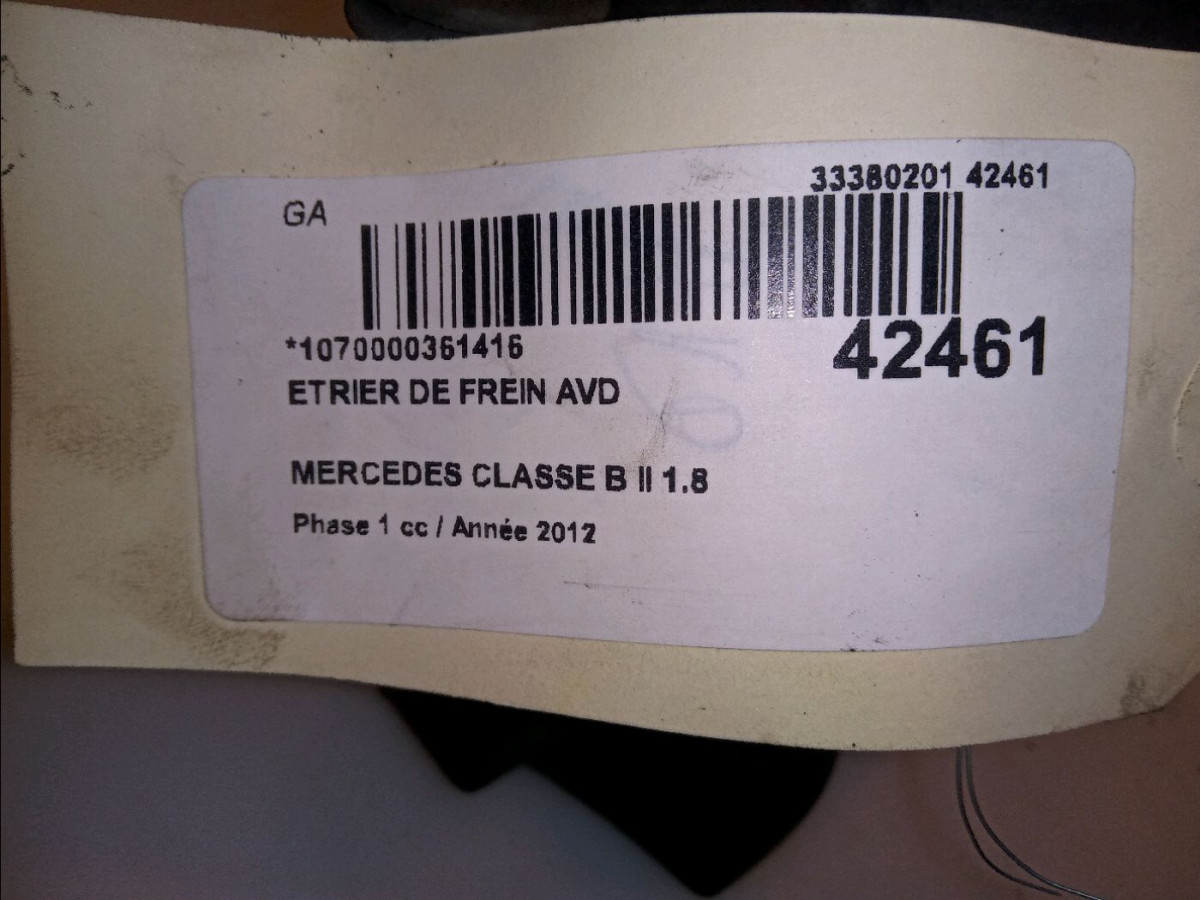 33380201 42461
GA
*1070000361416
42461
ETRIER DE FREIN AVD
MERCEDES CLASSE B II 1.8
Phase 1 cc / Année 2012